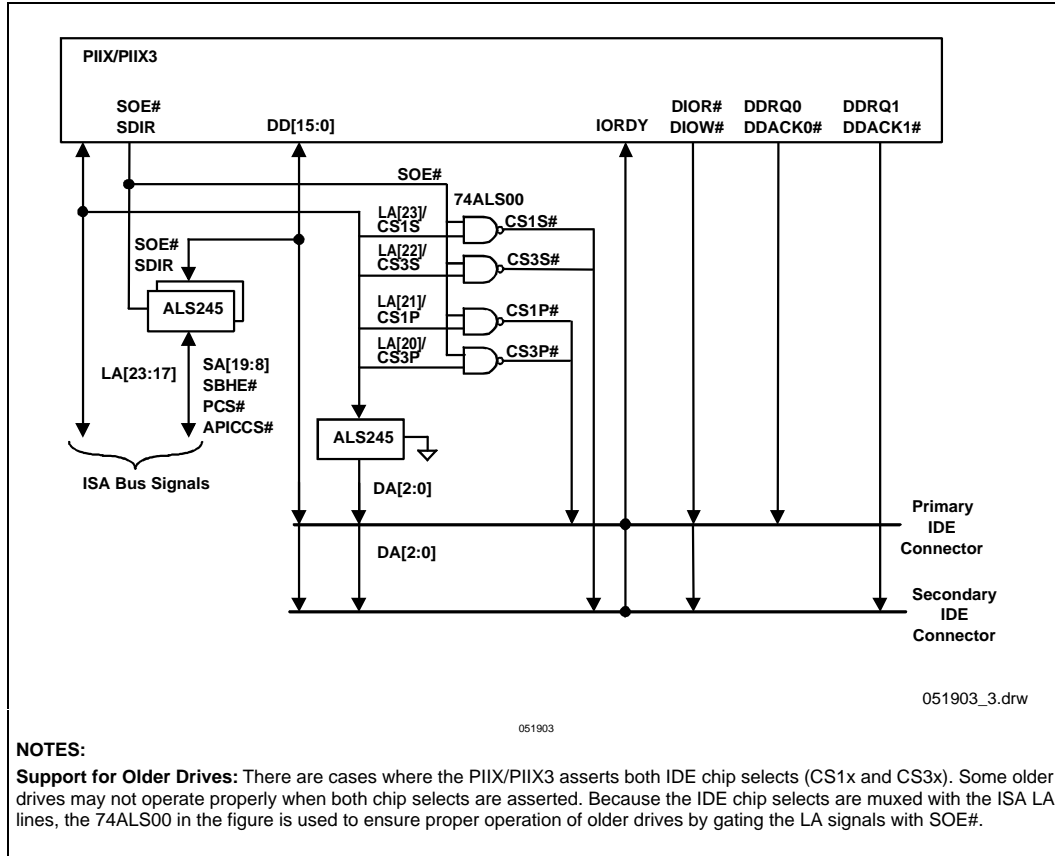 PIIX/PIIX3
SOE#
SDIR
DD[15:0]
IORDY
DIOR#
DIOW#
DDRQ0
DDACK0#
DDRQ1
DDACK1#
SOE#
74ALS00
LA[23]/
CS1S
CS1S#
LA[22]/
CS3S
CS3S#
LA[21]/
CS1P
CS1P#
LA[20]/
CS3P
CS3P#
SOE#
SDIR
ALS245
LA[23:17]
SA[19:8]
SBHE#
PCS#
APICCS#
ALS245
ISA Bus Signals
DA[2:0]
Primary
IDE
Connector
DA[2:0]
Secondary
IDE
Connector
051903_3.drw
051903
NOTES:
Support for Older Drives: There are cases where the PIIX/PIIX3 asserts both IDE chip selects (CS1x and CS3x). Some older
drives may not operate properly when both chip selects are asserted. Because the IDE chip selects are muxed with the ISA LA
lines, the 74ALS00 in the figure is used to ensure proper operation of older drives by gating the LA signals with SOE#.